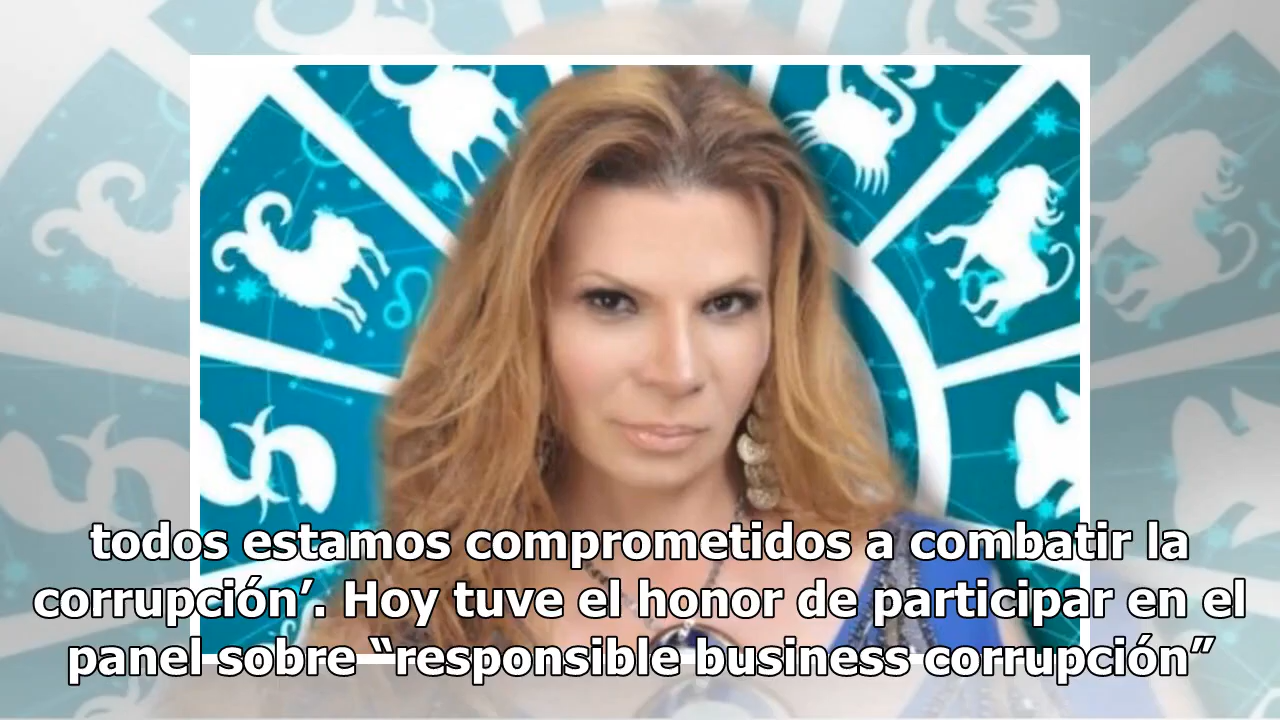 todos estamos comprometidos a combatir la
corrupción’. Hoy tuve el honor de participar en el
panel sobre “responsible business corrupción”